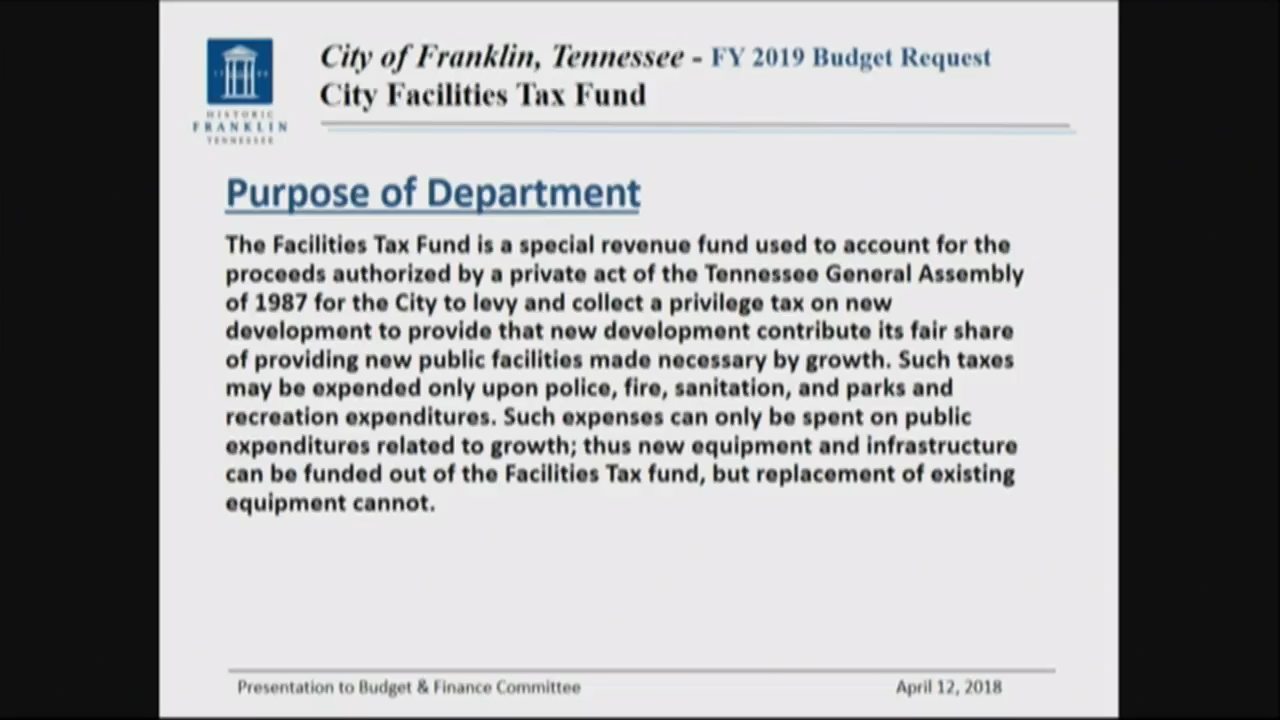 City of Franklin, Tennessee - FY 2019 Budget Request
City Facilities Tax Fund
HISTORIC
FRANKLIN
TENNESSEE
Purpose of Department
The Facilities Tax Fund is a special revenue fund used to account for the
proceeds authorized by a private act of the Tennessee General Assembly
of 1987 for the City to levy and collect a privilege tax on new
development to provide that new development contribute its fair share
of providing new public facilities made necessary by growth. Such taxes
may be expended only upon police, fire, sanitation, and parks and
recreation expenditures. Such expenses can only be spent on public
expenditures related to growth; thus new equipment and infrastructure
can be funded out of the Facilities Tax fund, but replacement of existing
equipment cannot.
Presentation to Budget & Finance Committee
April 12, 2018